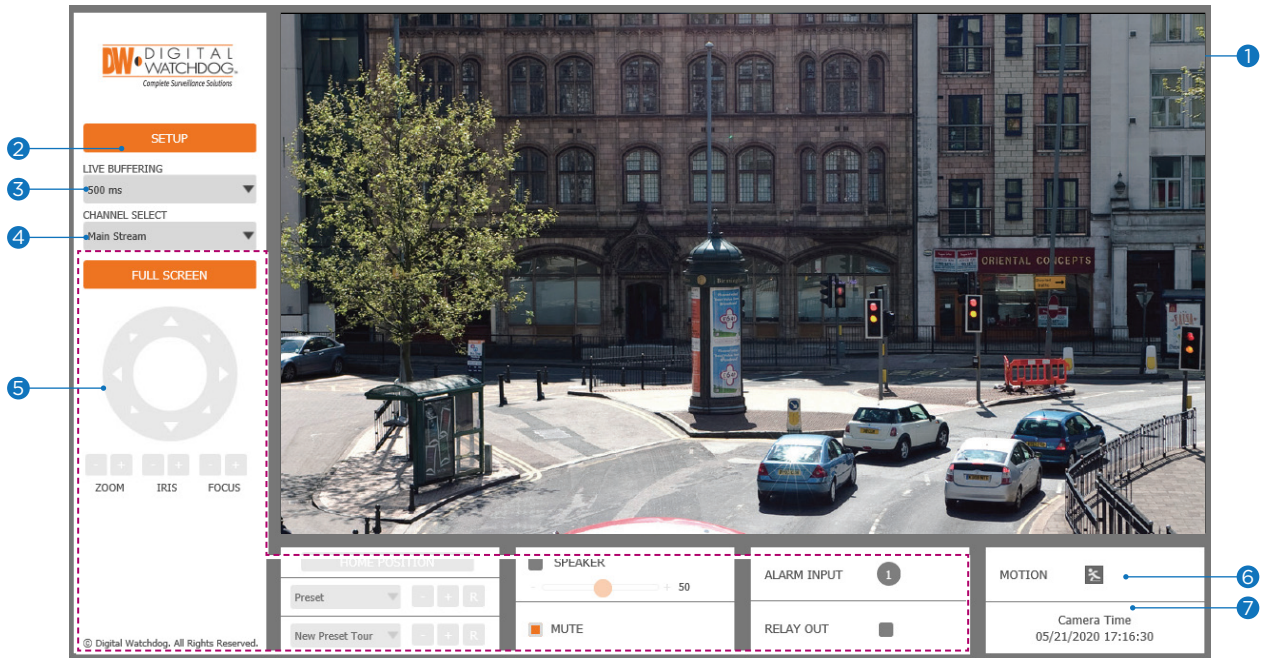 DW DIGITAL
WATCHDOG®
Complete Surveillance Solutions
SETUP
LIVE BUFFERING
500 ms
CHANNEL SELECT
Main Stream
FULL SCREEN
ZOOM IRIS FOCUS
© Digital Watchdog. All Rights Reserved.
1
2
3
4
5
6
7
ORIENTAL CONCEPTS
HOME POSITION
Preset - + R
New Preset Tour - + R
SPEAKER
- + 50
MUTE
ALARM INPUT 1
RELAY OUT
MOTION
Camera Time
05/21/2020 17:16:30